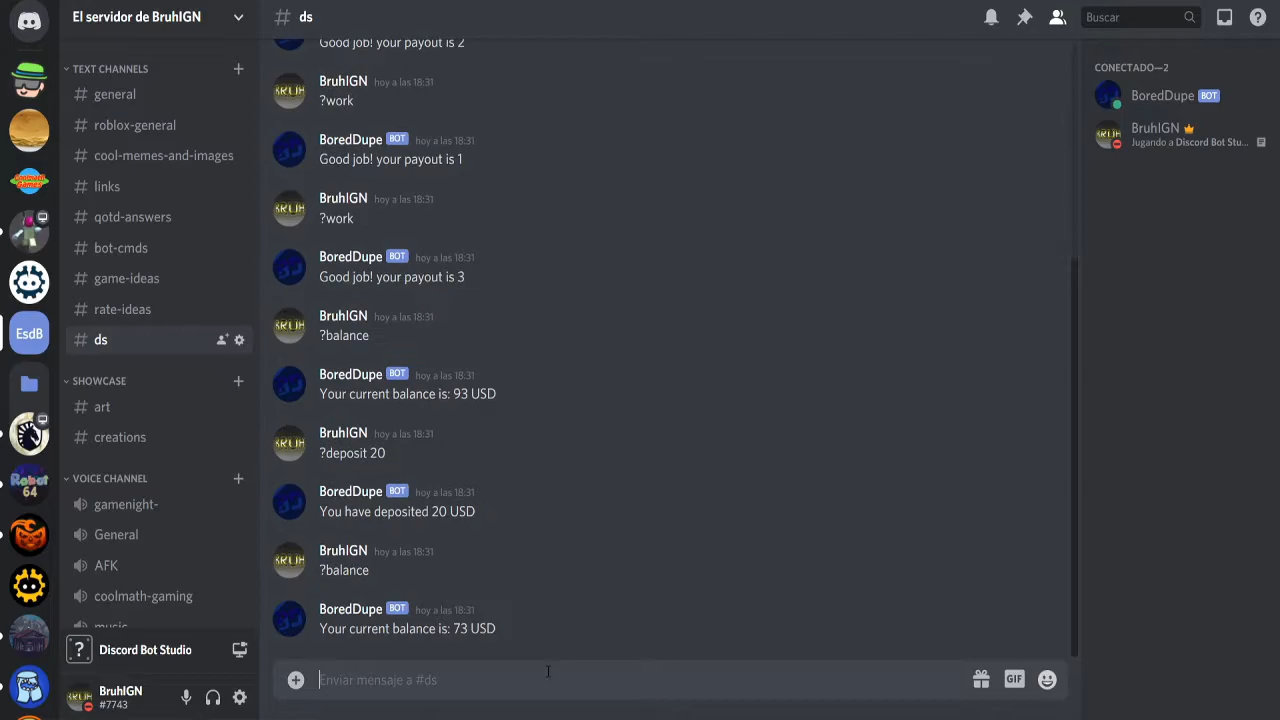 El servidor de BruhIGN
TEXT CHANNELS
general
roblox-general
cool-memes-and-images
links
qotd-answers
bot-cmds
game-ideas
rate-ideas
EsdB
ds
SHOWCASE
art
creations
VOICE CHANNEL
gamenight-
General
AFK
coolmath-gaming
music
Discord Bot Studio
BruhIGN
#7743
# ds
Good job! your payout is 2
BruhIGN hoy a las 18:31
?work
BoredDupe BOT hoy a las 18:31
Good job! your payout is 1
BruhIGN hoy a las 18:31
?work
BoredDupe BOT hoy a las 18:31
Good job! your payout is 3
BruhIGN hoy a las 18:31
?balance
BoredDupe BOT hoy a las 18:31
Your current balance is: 93 USD
BruhIGN hoy a las 18:31
?deposit 20
BoredDupe BOT hoy a las 18:31
You have deposited 20 USD
BruhIGN hoy a las 18:31
?balance
BoredDupe BOT hoy a las 18:31
Your current balance is: 73 USD
Enviar mensaje a #ds
GIF
Buscar
CONECTADO—2
BoredDupe BOT
BruhIGN
Jugando a Discord Bot Stu...